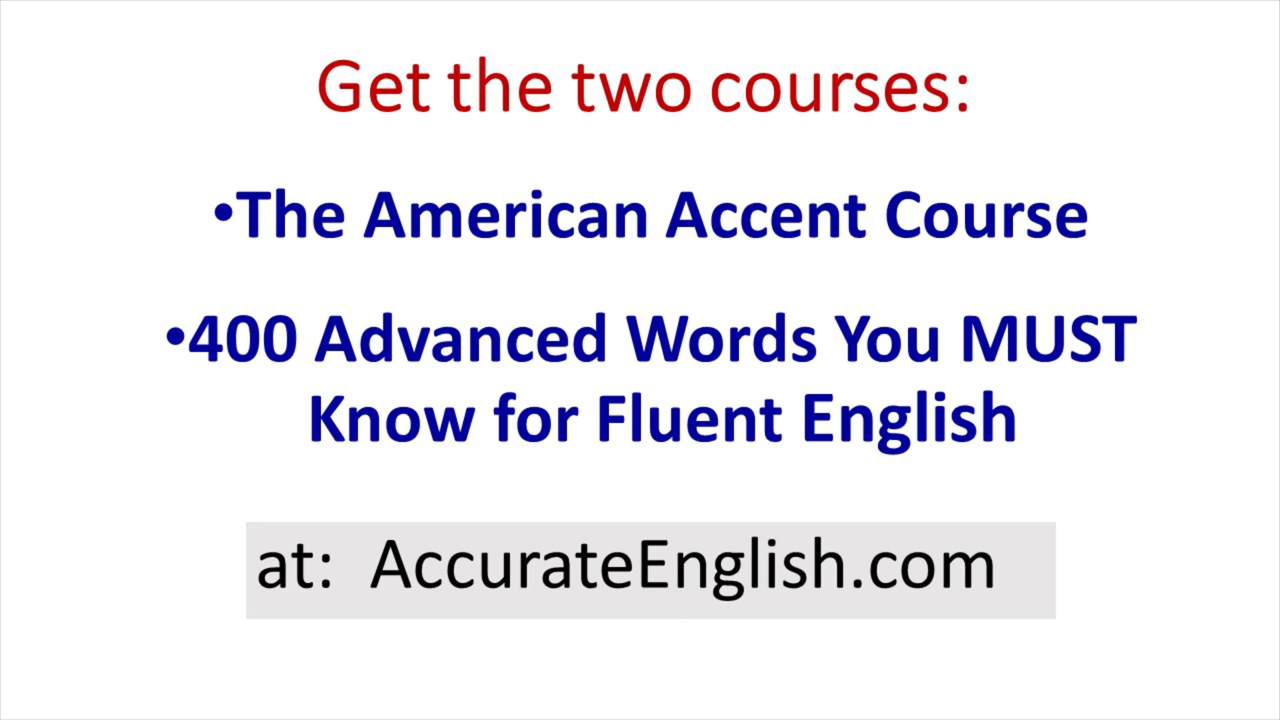 Get the two courses:
•The American Accent Course
•400 Advanced Words You MUST
Know for Fluent English
at:  AccurateEnglish.com